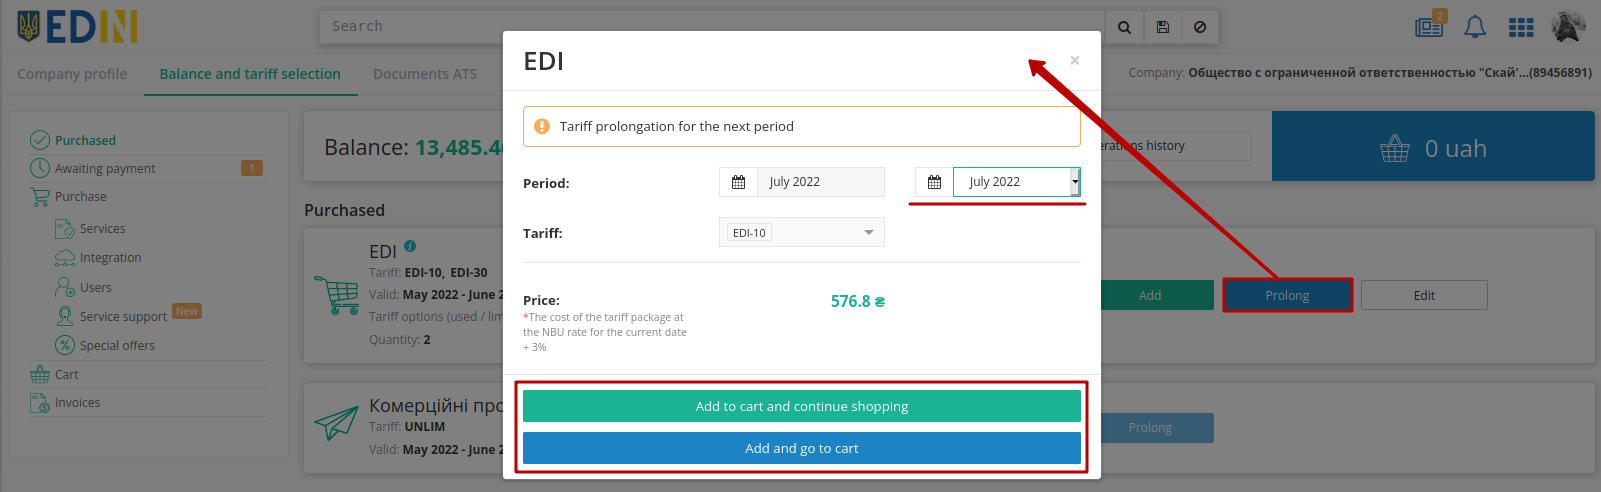 EDIN
Search
2
Company profile
Balance and tariff selection
Documents ATS
Company: Общество с ограниченной ответственностью "Скай'...(89456891)
Purchased
Awaiting payment
1
Purchase
Services
Integration
Users
Service support
New
Special offers
Cart
Invoices
Balance: 13,485.4
history
0 uah
Purchased
EDI
Tariff: EDI-10, EDI-30
Valid: May 2022 - June 2
Tariff options (used / lim
Quantity: 2
Add
Prolong
Edit
Комерційні про
Tariff: UNLIM
Valid: May 2022 - June 2
Prolong
EDI
×
Tariff prolongation for the next period
Period:
July 2022
July 2022
Tariff:
EDI-10
Price:
576.8 ₴
*The cost of the tariff package at
the NBU rate for the current date
+ 3%
Add to cart and continue shopping
Add and go to cart